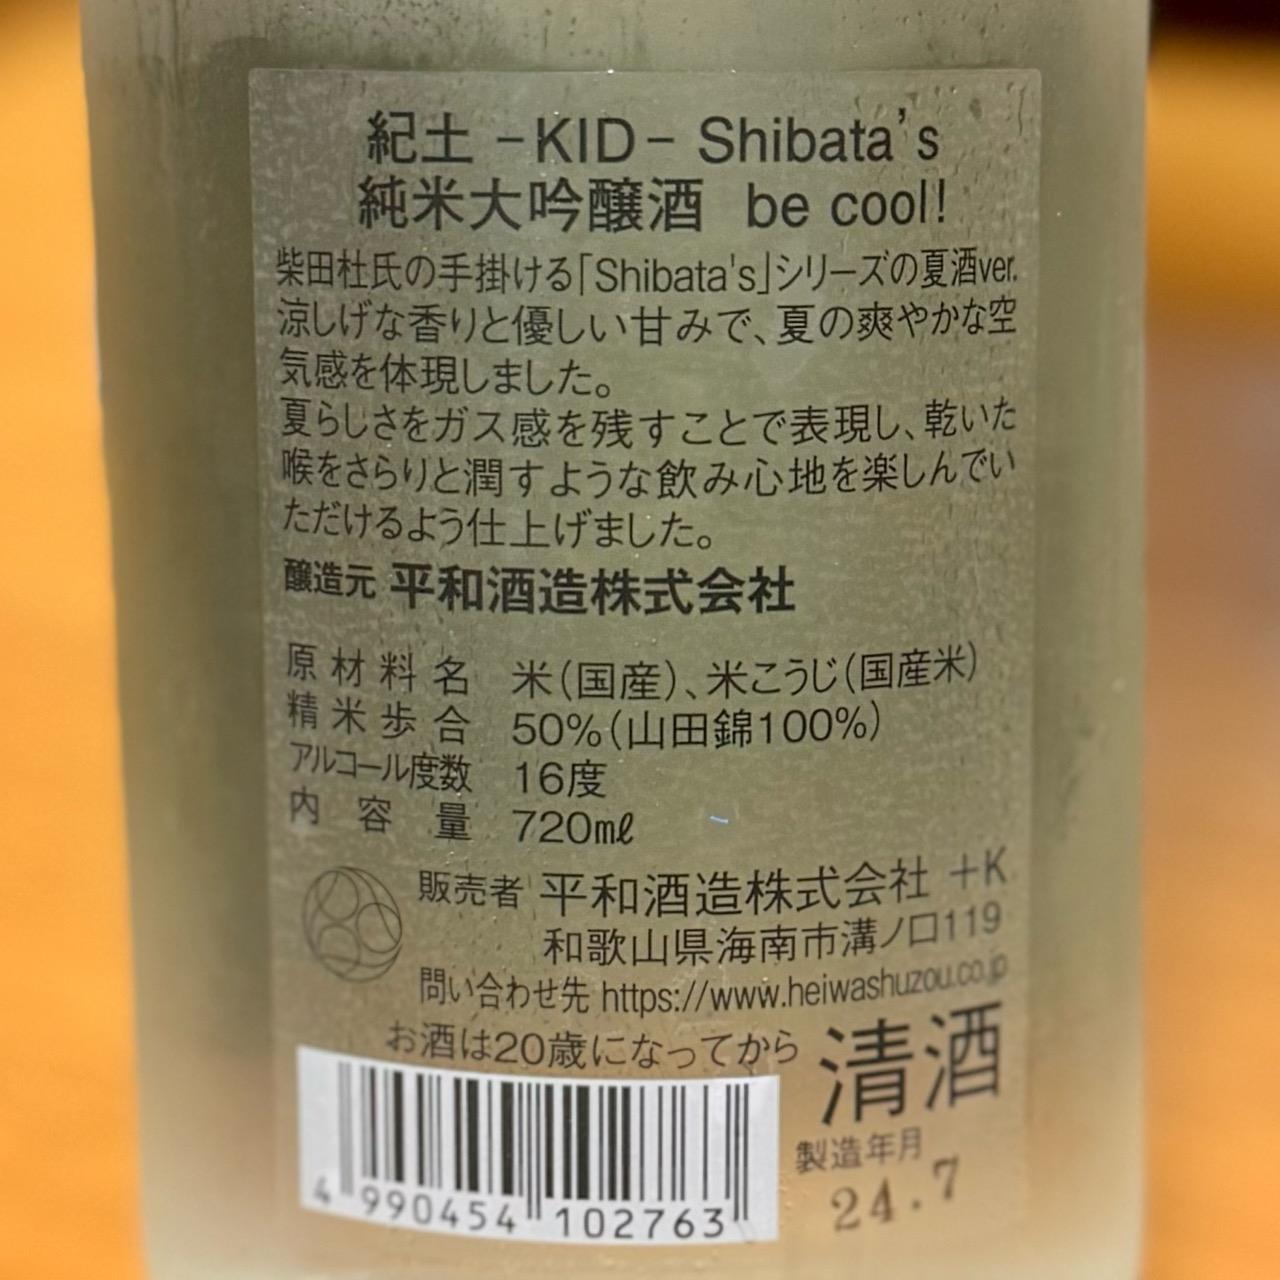 紀土 -KID- Shibata's
純米大吟醸酒 be cool!
柴田杜氏の手掛ける「Shibata's」シリーズの夏酒ver.
涼しげな香りと優しい甘みで、夏の爽やかな空
気感を体現しました。
夏らしさをガス感を残すことで表現し、乾いた
喉をさらりと潤すような飲み心地を楽しんでい
ただけるよう仕上げました。
醸造元 平和酒造株式会社
原材料名 米(国産)、米こうじ(国産米)
精米歩合 50%(山田錦100%)
アルコール度数 16度
内容量 720㎖
販売者 平和酒造株式会社 +K
和歌山県海南市溝ノ口119
問い合わせ先 https://www.heiwashuzou.co.jp
お酒は20歳になってから
清酒
製造年月
24.7
4 990454 102763